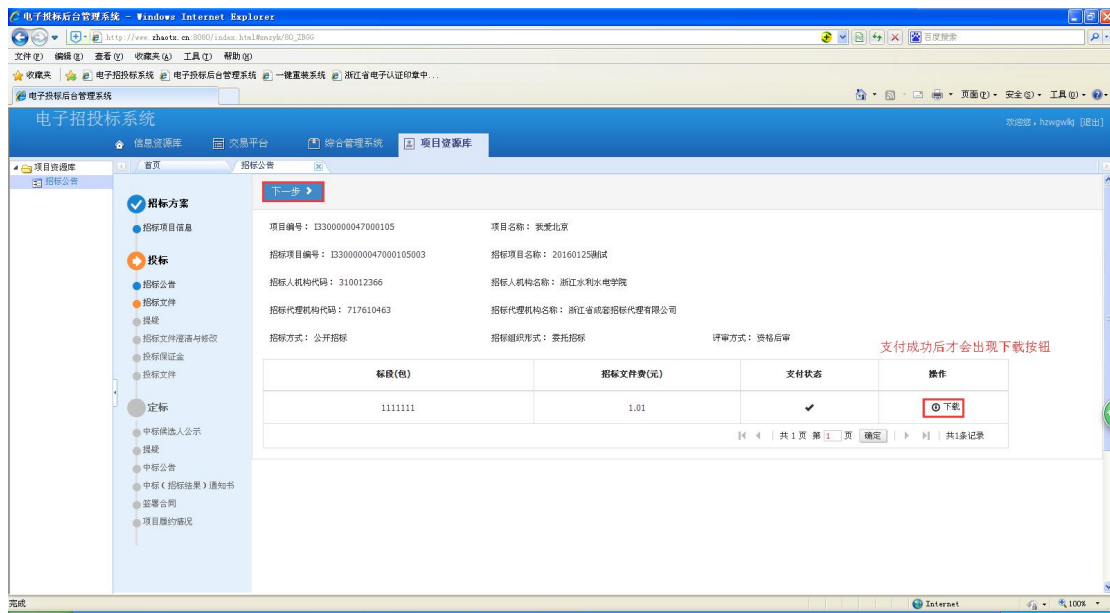 电子投标后台管理系统 - Windows Internet Explorer
http://www.zhaotx.cn:8080/index.html#mnzyk/80_ZBGG
百度搜索
文件(F) 编辑(E) 查看(V) 收藏夹(A) 工具(T) 帮助(H)
收藏夹 电子招投标系统 电子投标后台管理系统 一键重装系统 浙江省电子认证印章中...
电子投标后台管理系统
页面(P) 安全(S) 工具(O)
电子招投标系统
欢迎您，hzwgwlkj [退出]
信息资源库 交易平台 综合管理系统 项目资源库
项目资源库
招标公告
首页 招标公告
下一步
招标方案
招标项目信息
投标
招标公告
招标文件
提疑
招标文件澄清与修改
投标保证金
投标文件
定标
中标候选人公示
提疑
中标公告
中标(招标结果)通知书
签署合同
项目履约情况
项目编号： I3300000047000105 项目名称： 我爱北京
招标项目编号： I3300000047000105003 招标项目名称： 20160125测试
招标人机构代码： 310012366 招标人机构名称： 浙江水利水电学院
招标代理机构代码： 717610463 招标代理机构名称： 浙江省成套招标代理有限公司
招标方式： 公开招标 招标组织形式： 委托招标 评审方式： 资格后审
支付成功后才会出现下载按钮
标段(包) 招标文件费(元) 支付状态 操作
1111111 1.01 ✔ 下载
共 1 页 第 1 页 确定 共1条记录
完成 Internet 100%